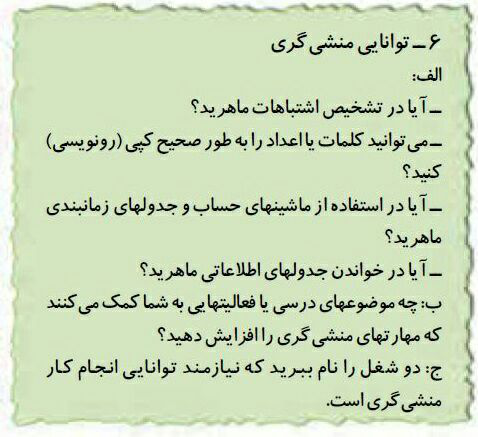 ۶ ــ توانایی منشی گری
الف:
ــ آیا در تشخیص اشتباهات ماهرید؟
ــ می‌توانید کلمات یا اعداد را به طور صحیح کپی (رونویسی)
کنید؟
ــ آیا در استفاده از ماشینهای حساب و جدولهای زمانبندی
ماهرید؟
ــ آیا در خواندن جدولهای اطلاعاتی ماهرید؟
ب: چه موضوعهای درسی یا فعالیتهایی به شما کمک می‌کنند
که مهارتهای منشی گری را افزایش دهید؟
ج: دو شغل را نام ببرید که نیازمند توانایی انجام کار
منشی گری است.